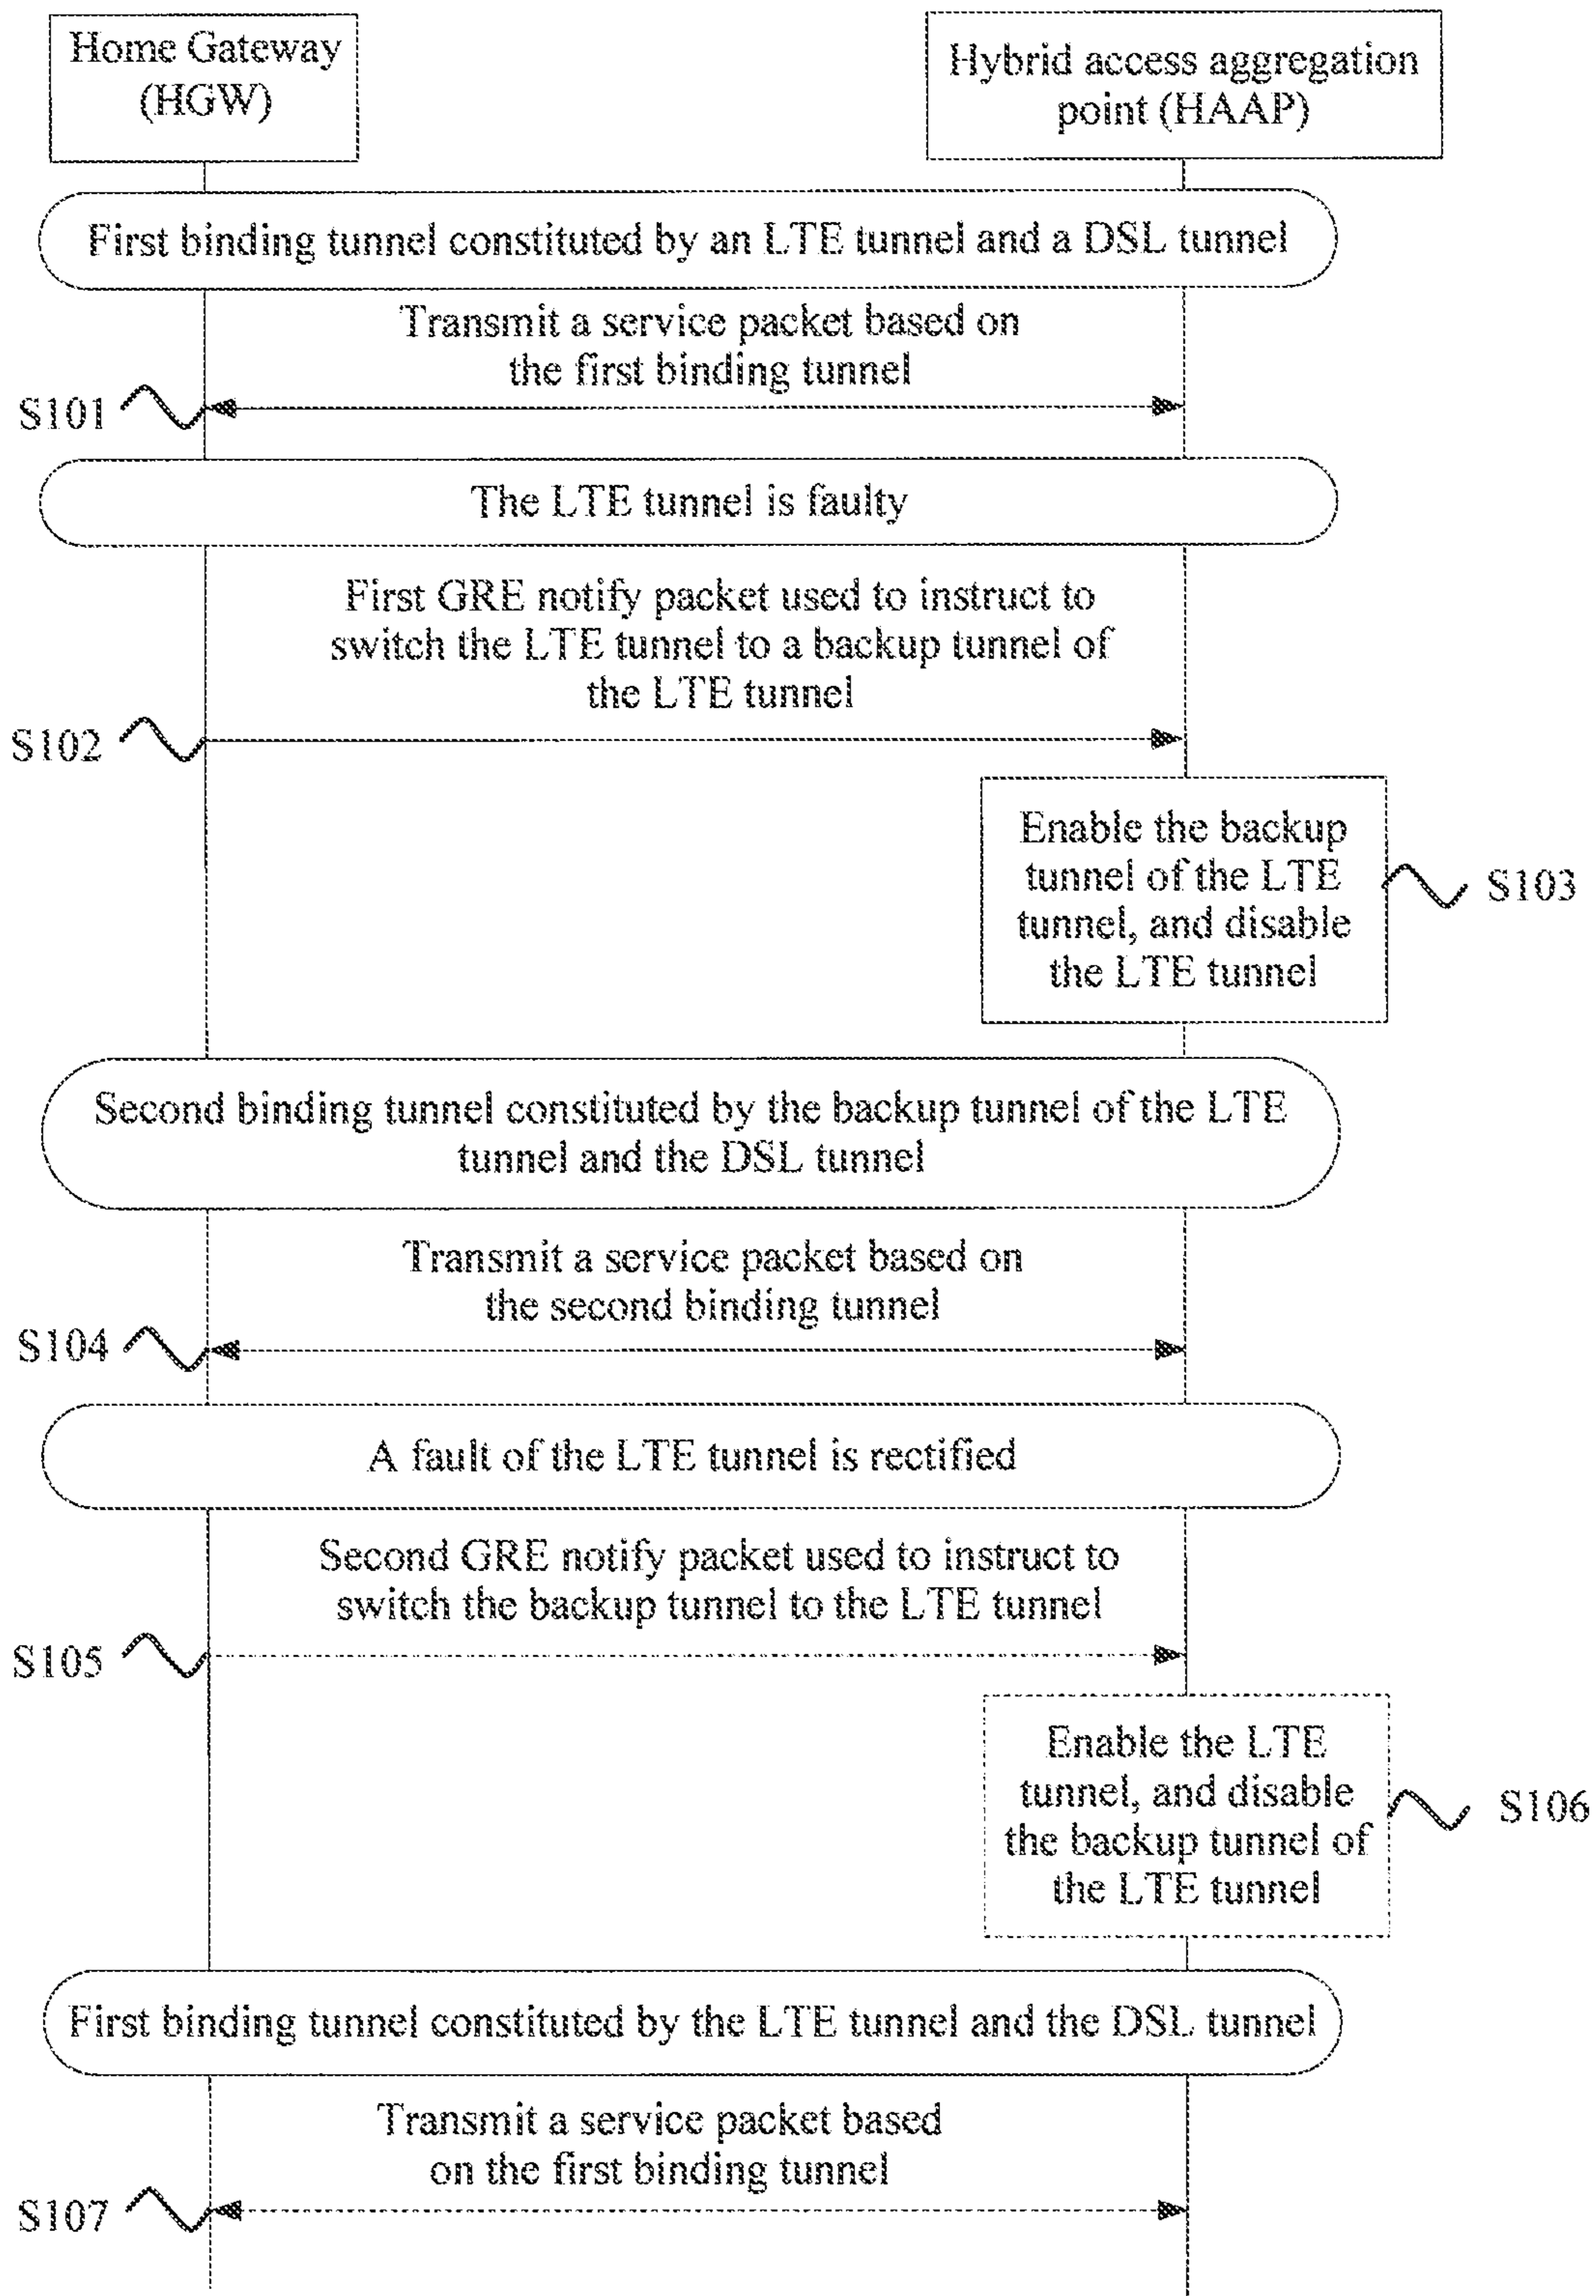 Home Gateway
(HGW)
Hybrid access aggregation
point (HAAP)
First binding tunnel constituted by an LTE tunnel and a DSL tunnel
Transmit a service packet based on
the first binding tunnel
S101
The LTE tunnel is faulty
First GRE notify packet used to instruct to
switch the LTE tunnel to a backup tunnel of
the LTE tunnel
S102
Enable the backup
tunnel of the LTE
tunnel, and disable
the LTE tunnel
S103
Second binding tunnel constituted by the backup tunnel of the LTE
tunnel and the DSL tunnel
Transmit a service packet based on
the second binding tunnel
S104
A fault of the LTE tunnel is rectified
Second GRE notify packet used to instruct to
switch the backup tunnel to the LTE tunnel
S105
Enable the LTE
tunnel, and disable
the backup tunnel of
the LTE tunnel
S106
First binding tunnel constituted by the LTE tunnel and the DSL tunnel
Transmit a service packet based
on the first binding tunnel
S107